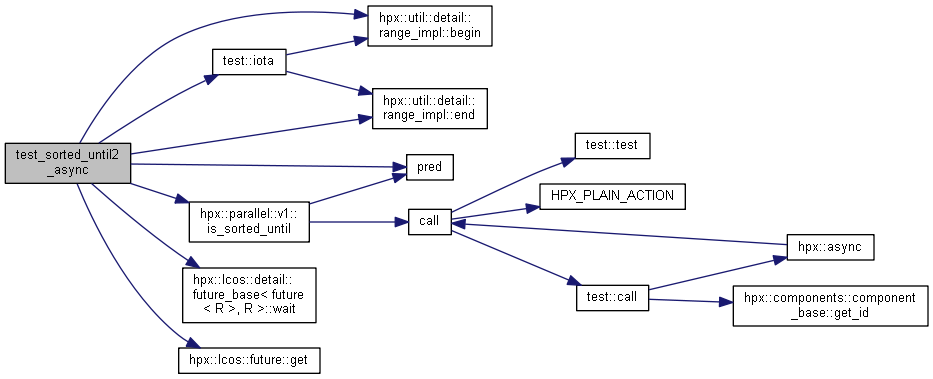 hpx::util::detail::
range_impl::begin
test::iota
hpx::util::detail::
range_impl::end
test_sorted_until2
_async
pred
hpx::parallel::v1::
is_sorted_until
call
test::test
HPX_PLAIN_ACTION
hpx::async
test::call
hpx::components::component
_base::get_id
hpx::lcos::detail::
future_base< future
< R >, R >::wait
hpx::lcos::future::get